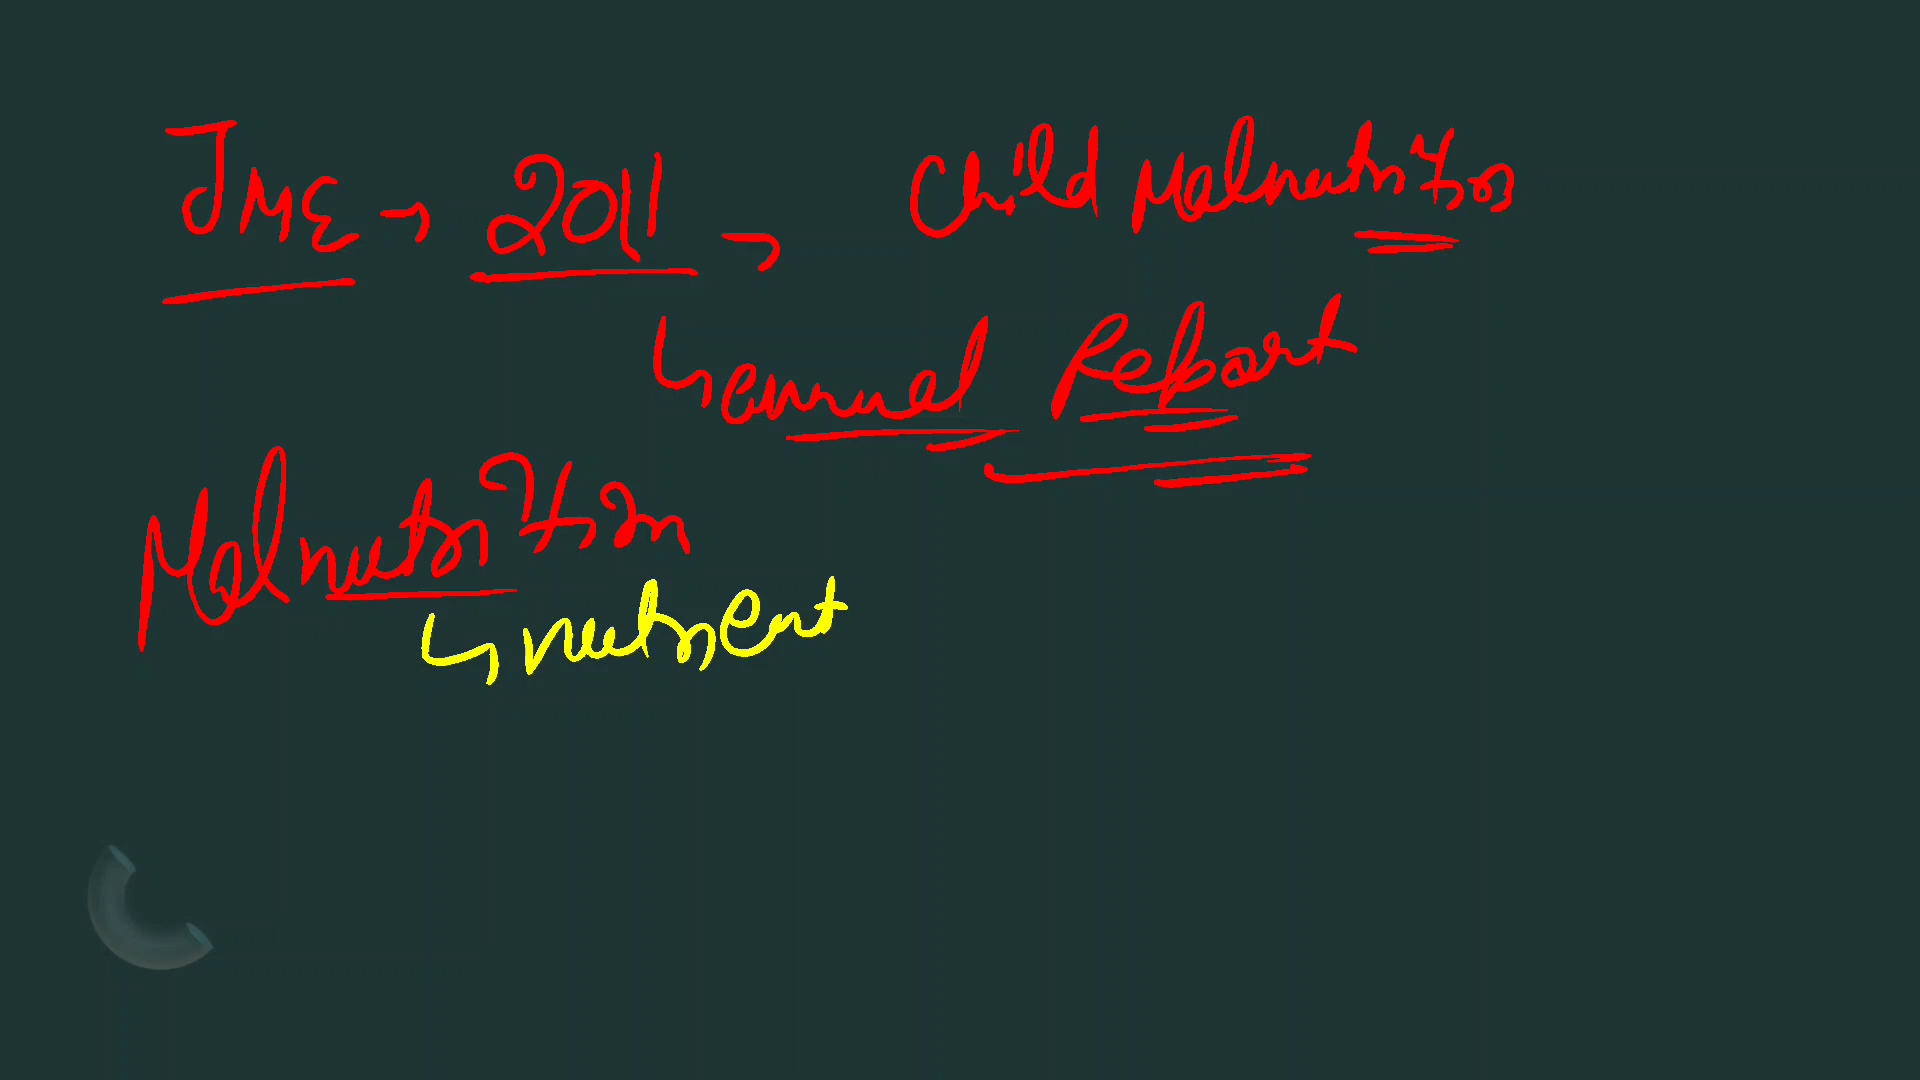 JME → 2011 → Child Malnutrition
↳ annual Report
Malnutrition
↳ nutrient